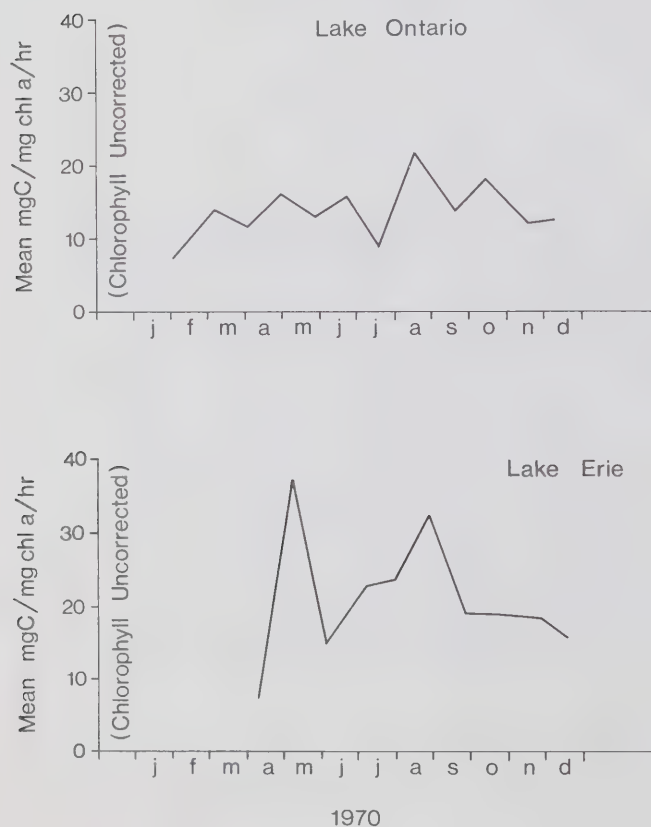 Lake Ontario
Mean mgC/mg chl a/hr
(Chlorophyll Uncorrected)
40
30
20
10
0
j f m a m j j a s o n d
Lake Erie
Mean mgC/mg chl a/hr
(Chlorophyll Uncorrected)
40
30
20
10
0
j f m a m j j a s o n d
1970